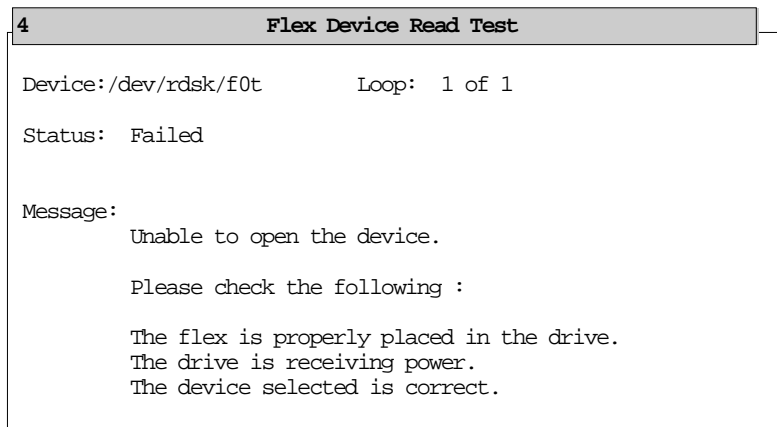 4 Flex Device Read Test
Device:/dev/rdsk/f0t Loop: 1 of 1
Status: Failed
Message:
Unable to open the device.
Please check the following :
The flex is properly placed in the drive.
The drive is receiving power.
The device selected is correct.